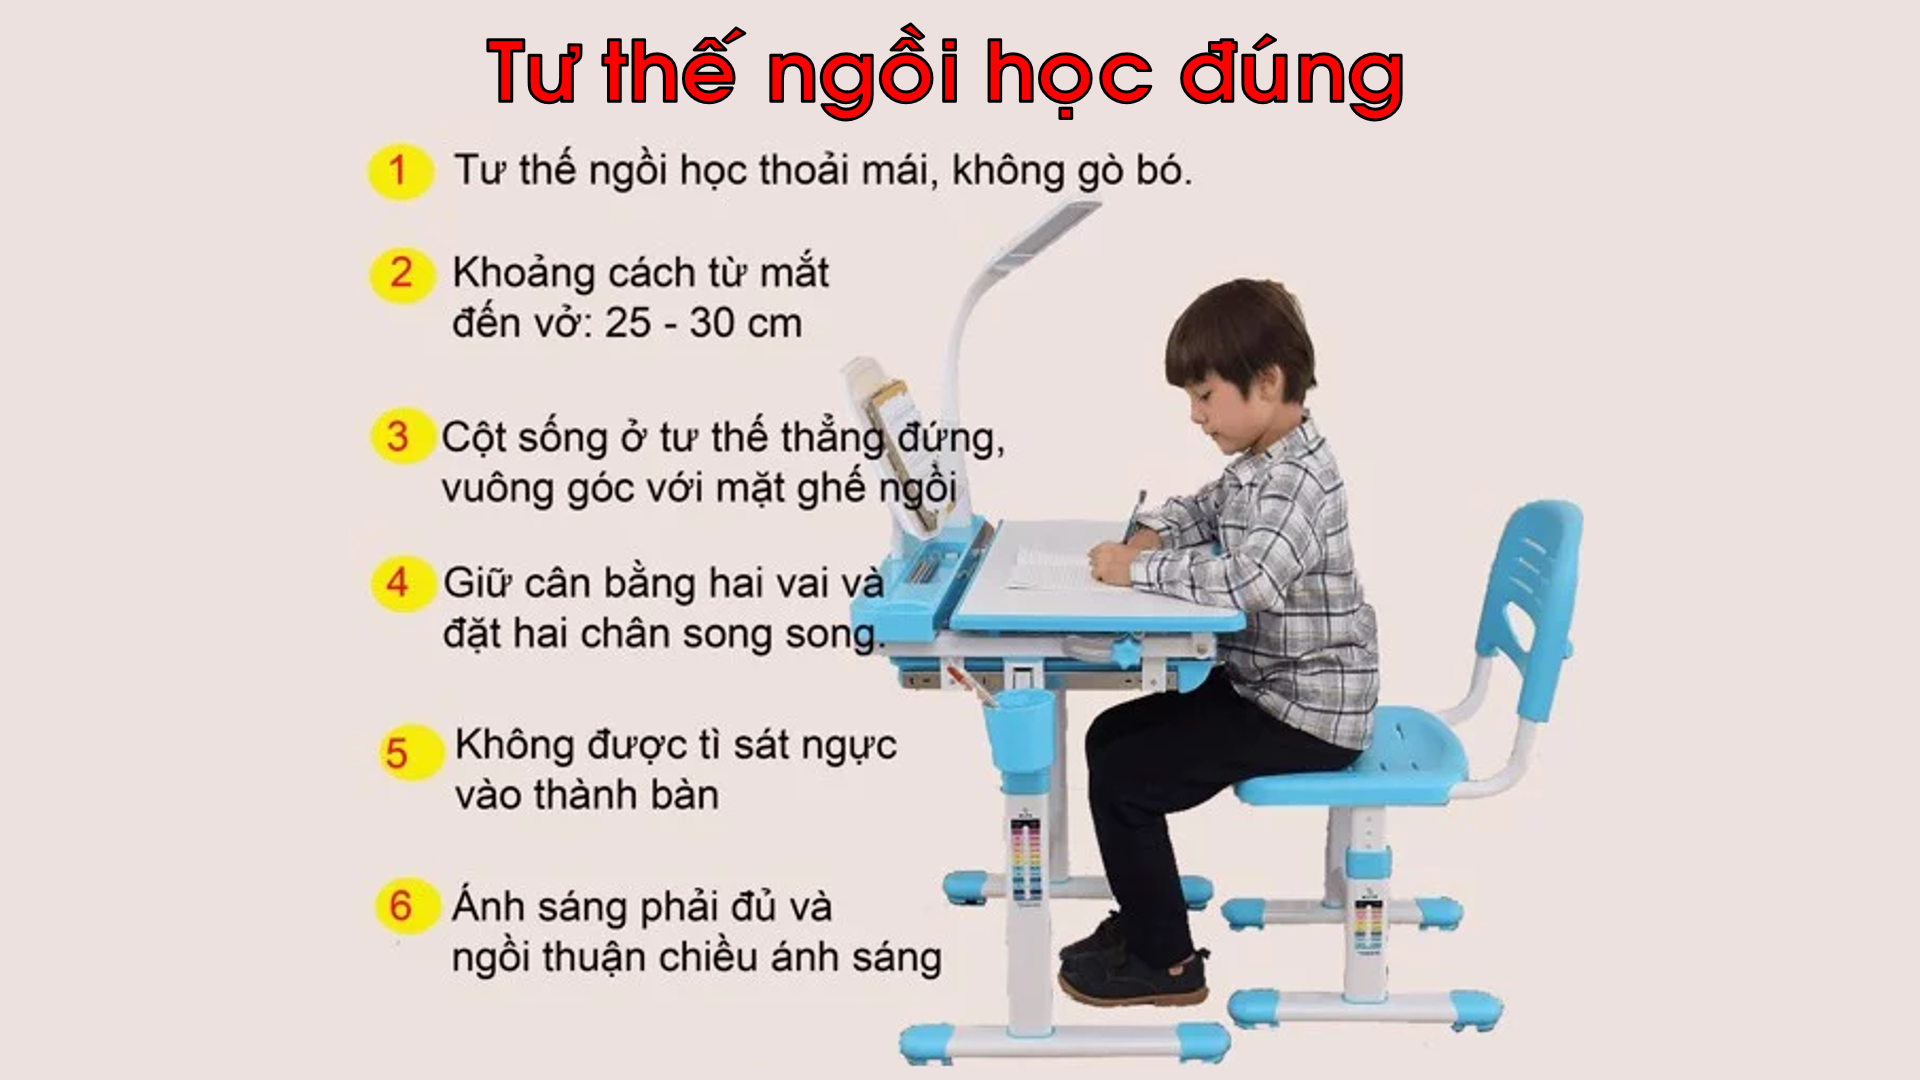 Tư thế ngồi học đúng
1 Tư thế ngồi học thoải mái, không gò bó.
2 Khoảng cách từ mắt
đến vở: 25 - 30 cm
3 Cột sống ở tư thế thẳng đứng,
vuông góc với mặt ghế ngồi
4 Giữ cân bằng hai vai và
đặt hai chân song song.
5 Không được tì sát ngực
vào thành bàn
6 Ánh sáng phải đủ và
ngồi thuận chiều ánh sáng